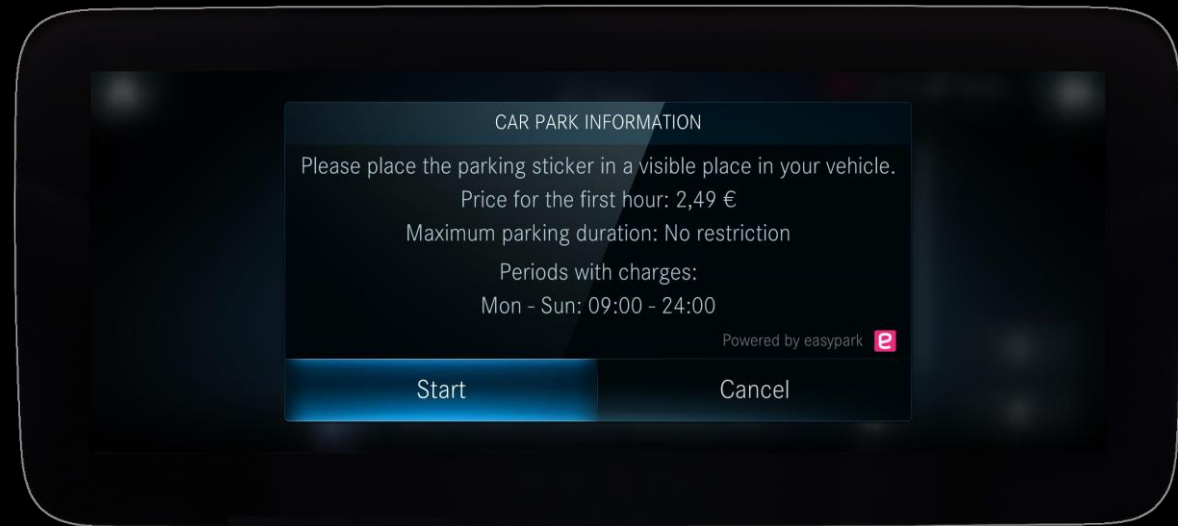 CAR PARK INFORMATION
Please place the parking sticker in a visible place in your vehicle.
Price for the first hour: 2,49 €
Maximum parking duration: No restriction
Periods with charges:
Mon - Sun: 09:00 - 24:00
Powered by easypark e
Start
Cancel